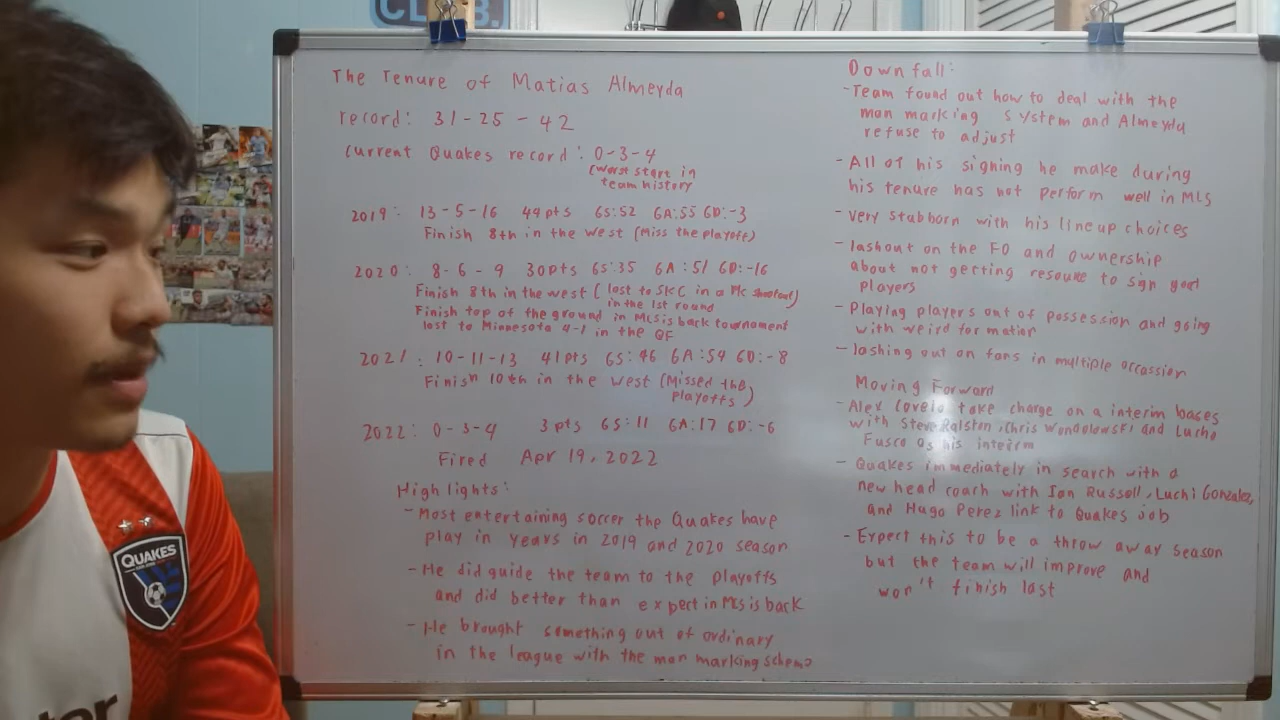 CLUB.
The Tenure of Matias Almeyda
record: 31-25-42
Current Quakes record: 0-3-4
(worst start in
team history
2019: 13-5-16 49pts GS:52 GA:55 GD:-3
Finish 8th in the west (Miss the playoff)
2020: 8-6-9 30pts GS:35 GA:51 GD:-16
Finish 8th in the west (lost to SKC in a PK shootout)
in the 1st round
Finish top of the ground in MLS is back tournament
lost to Minnesota 4-1 in the QF
2021: 10-11-13 41pts GS:46 GA:54 GD:-8
Finish 10th in the west (Missed the
playoffs)
2022: 0-3-4 3pts GS:11 GA:17 GD:-6
Fired Apr 19, 2022
Highlights:
-Most entertaining soccer the Quakes have
play in years in 2019 and 2020 season
-He did guide the team to the playoffs
and did better than expect in MLS is back
-He brought something out of ordinary
in the league with the man marking scheme
Downfall:
-Team found out how to deal with the
man marking system and Almeyda
refuse to adjust
-All of his signing he make during
his tenure has not perform well in MLS
-very stubborn with his lineup choices
-lashout on the FO and ownership
about not getting resource to sign good
players
-Playing players out of possession and going
with weird formation
-lashing out on fans in multiple occassion
Moving Forward
-Alex Covelo take charge on a interim bases
with Steve Ralston, Chris Wondolowski and Lucho
Fusco as his interim
-Quakes immediately in search with a
new head coach with Ian Russell, Luchi Gonzalez,
and Hugo Perez link to Quakes job
-Expect this to be a throw away season
but the team will improve and
won't finish last
QUAKES